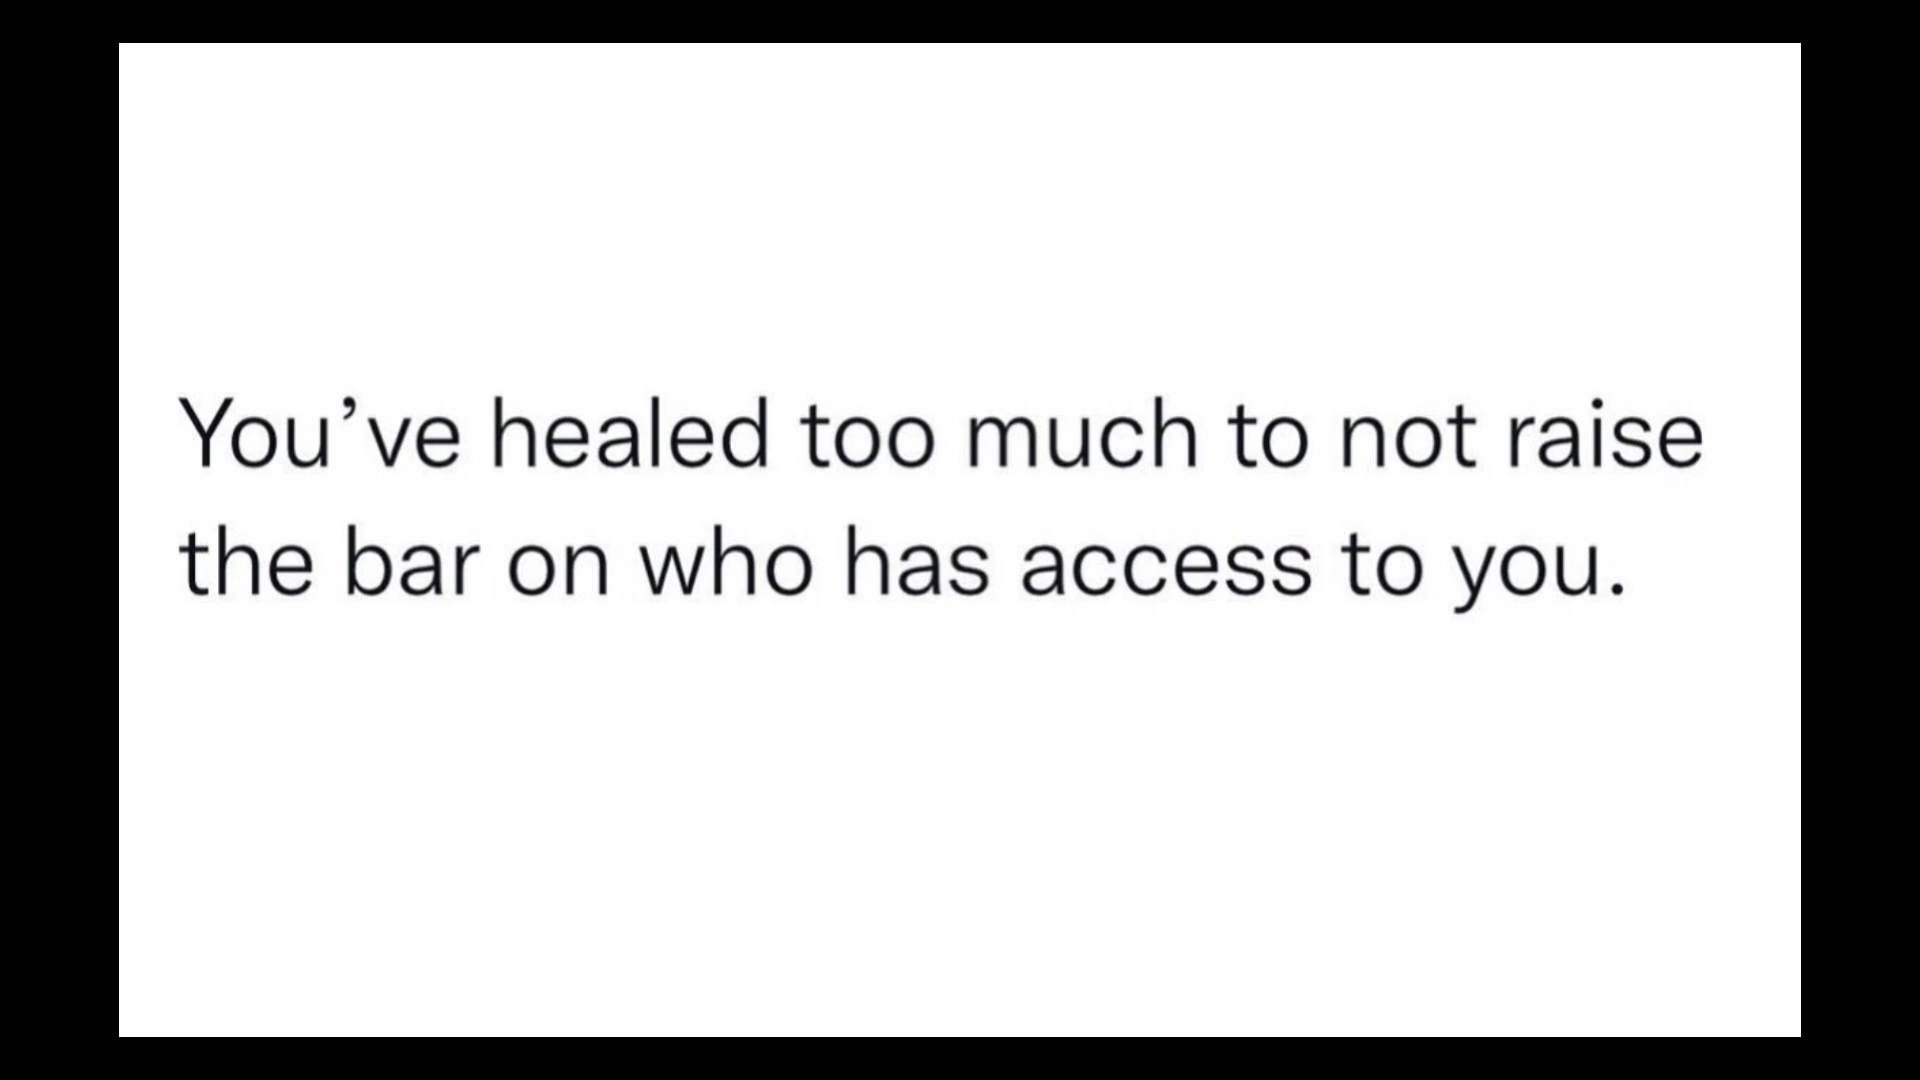 You’ve healed too much to not raise
the bar on who has access to you.